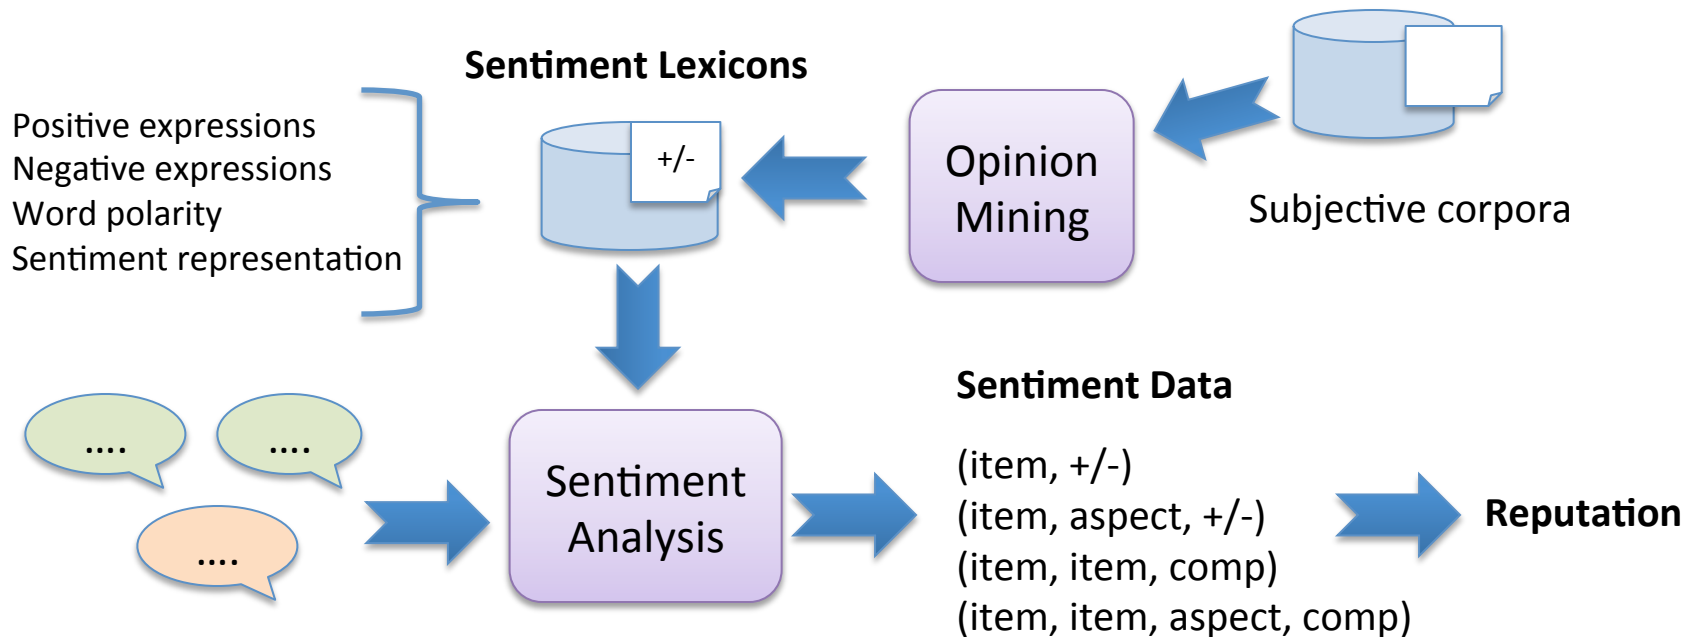 Sentiment Lexicons
Positive expressions
Negative expressions
Word polarity
Sentiment representation
+/-
Opinion
Mining
Subjective corpora
....
....
....
Sentiment
Analysis
Sentiment Data
(item, +/-)
(item, aspect, +/-)
(item, item, comp)
(item, item, aspect, comp)
Reputation